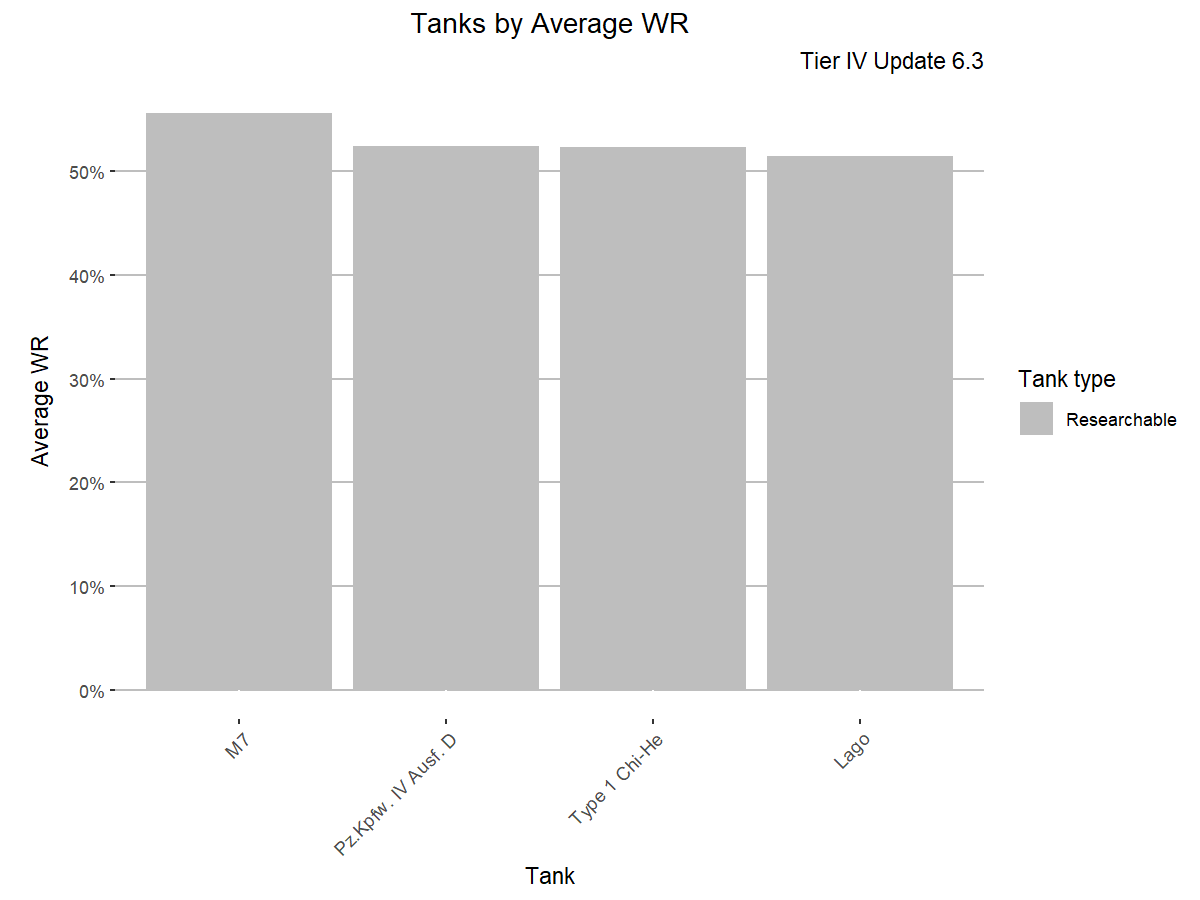 Tanks by Average WR
Tier IV Update 6.3
Average WR
50%
40%
30%
20%
10%
0%
M7
Pz.Kpfw. IV Ausf. D
Type 1 Chi-He
Lago
Tank
Tank type
Researchable